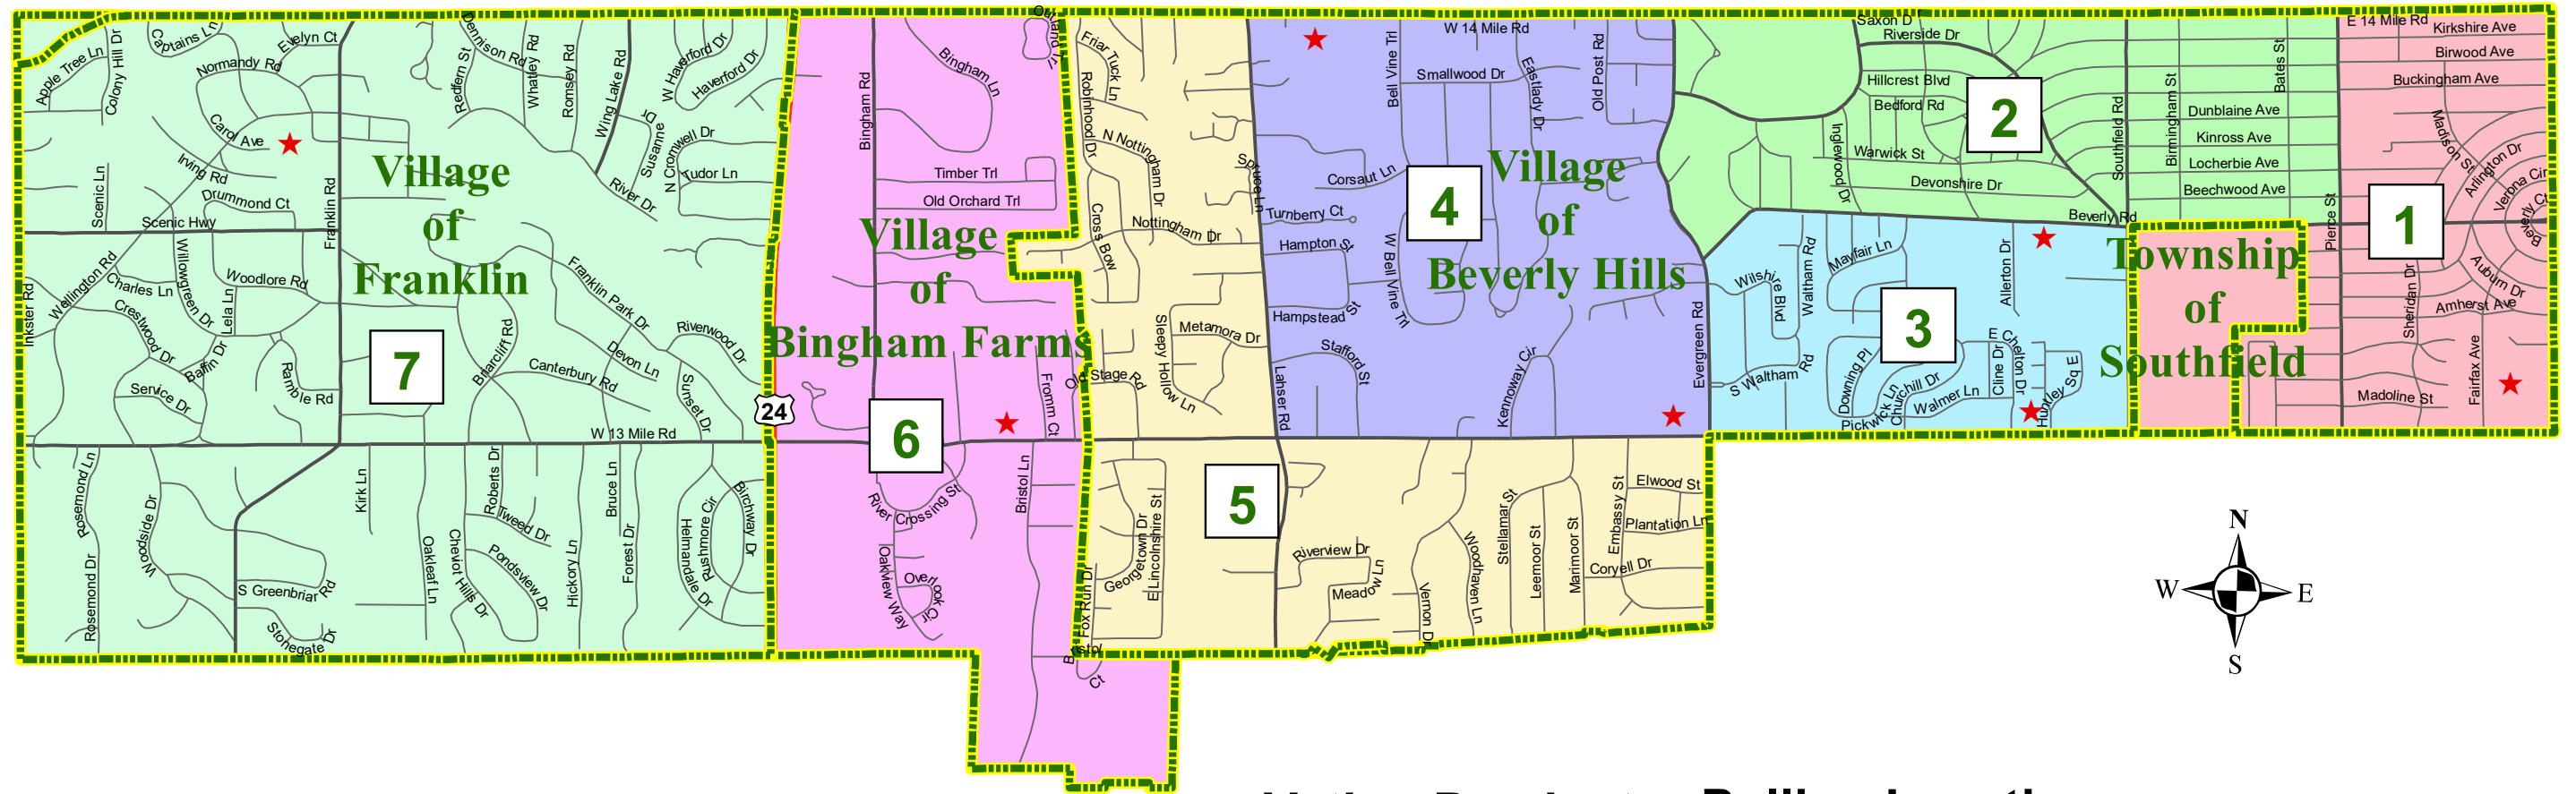 Village
of
Franklin
Village
of
Bingham Farms
Village
of
Beverly Hills
Township
of
Southfield
1
2
3
4
5
6
7
24
Apple Tree Ln
Colony Hill Dr
Captains Ln
Evelyn Ct
Normandy Rd
Carol Ave
Irving Rd
Drummond Ct
Scenic Ln
Scenic Hwy
Franklin Rd
Redfern St
Dennison Rd
Whatley Rd
Romsey Rd
Wing Lake Rd
W Haverford Dr
Haverford Dr
Susanne Dr
N Cromwell Dr
Tudor Ln
River Dr
Inkster Rd
Wellington Rd
Charles Ln
Willowgreen Dr
Woodlore Rd
Lela Ln
Crestwood Dr
Baffin Dr
Service Dr
Ramble Rd
Franklin Park Dr
Briarcliff Rd
Canterbury Rd
Devon Ln
Riverwood Dr
Sunset Dr
W 13 Mile Rd
Rosemond Ln
Rosemond Dr
Woodside Dr
S Greenbriar Rd
Stonegate Dr
Kirk Ln
Oakleaf Ln
Roberts Dr
Tweed Dr
Cheviot Hills Dr
Pondsview Dr
Hickory Ln
Bruce Ln
Forest Dr
Helmandale Dr
Rushmore Cir
Birchway Dr
Bingham Rd
Bingham Ln
Outland Trl
Timber Trl
Old Orchard Trl
Fromm Ct
Old Stage Rd
Bristol Ln
River Crossing St
Oakview Way
Overlook Cir
Bristol Ct
Friar Tuck Ln
Robinhood Dr
N Nottingham Dr
Cross Bow
Nottingham Dr
Spruce Ln
Sleepy Hollow Ln
Metamora Dr
Lahser Rd
Fox Run Dr
Georgetown Dr
E Lincolnshire St
Riverview Dr
Meadow Ln
Vernon Dr
Woodhaven Ln
Stellamar St
Leemoor St
Marimoor St
Embassy St
Elwood St
Plantation Ln
Coryell Dr
W 14 Mile Rd
Bell Vine Trl
Smallwood Dr
Eastlady Dr
Old Post Rd
Corsaut Ln
Turnberry Ct
Hampton St
Hampstead St
W Bell Vine Trl
Stafford St
Kennoway Cir
Evergreen Rd
Saxon D
Riverside Dr
Hillcrest Blvd
Bedford Rd
Inglewood Dr
Warwick St
Devonshire Dr
Beverly Rd
Southfield Rd
Birmingham St
Bates St
Dunblaine Ave
Kinross Ave
Locherbie Ave
Beechwood Ave
Pierce St
Wilshire Blvd
Waltham Rd
Mayfair Ln
Allerton Dr
S Waltham Rd
Downing Pl
Pickwick Ln
Churchill Dr
Walmer Ln
Cline Dr
E Chelton Dr
Huntley Sq E
E 14 Mile Rd
Kirkshire Ave
Birwood Ave
Buckingham Ave
Madison St
Arlington Dr
Verona Cir
Beverly Ct
Auburn Dr
Amherst Ave
Sheridan Dr
Fairfax Ave
Madoline St
N
W
E
S